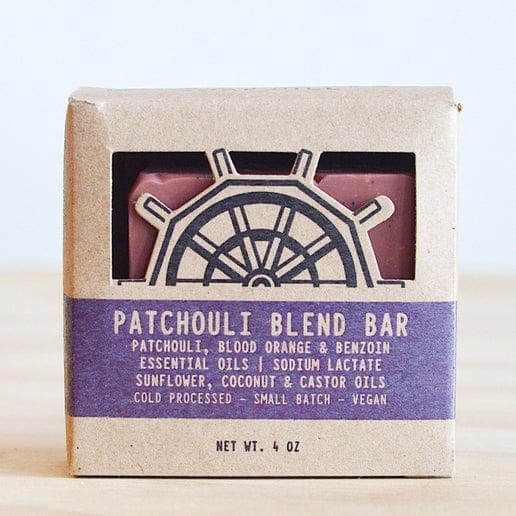 PATCHOULI BLEND BAR
PATCHOULI, BLOOD ORANGE & BENZOIN
ESSENTIAL OILS | SODIUM LACTATE
SUNFLOWER, COCONUT & CASTOR OILS
COLD PROCESSED – SMALL BATCH – VEGAN
NET WT. 4 OZ